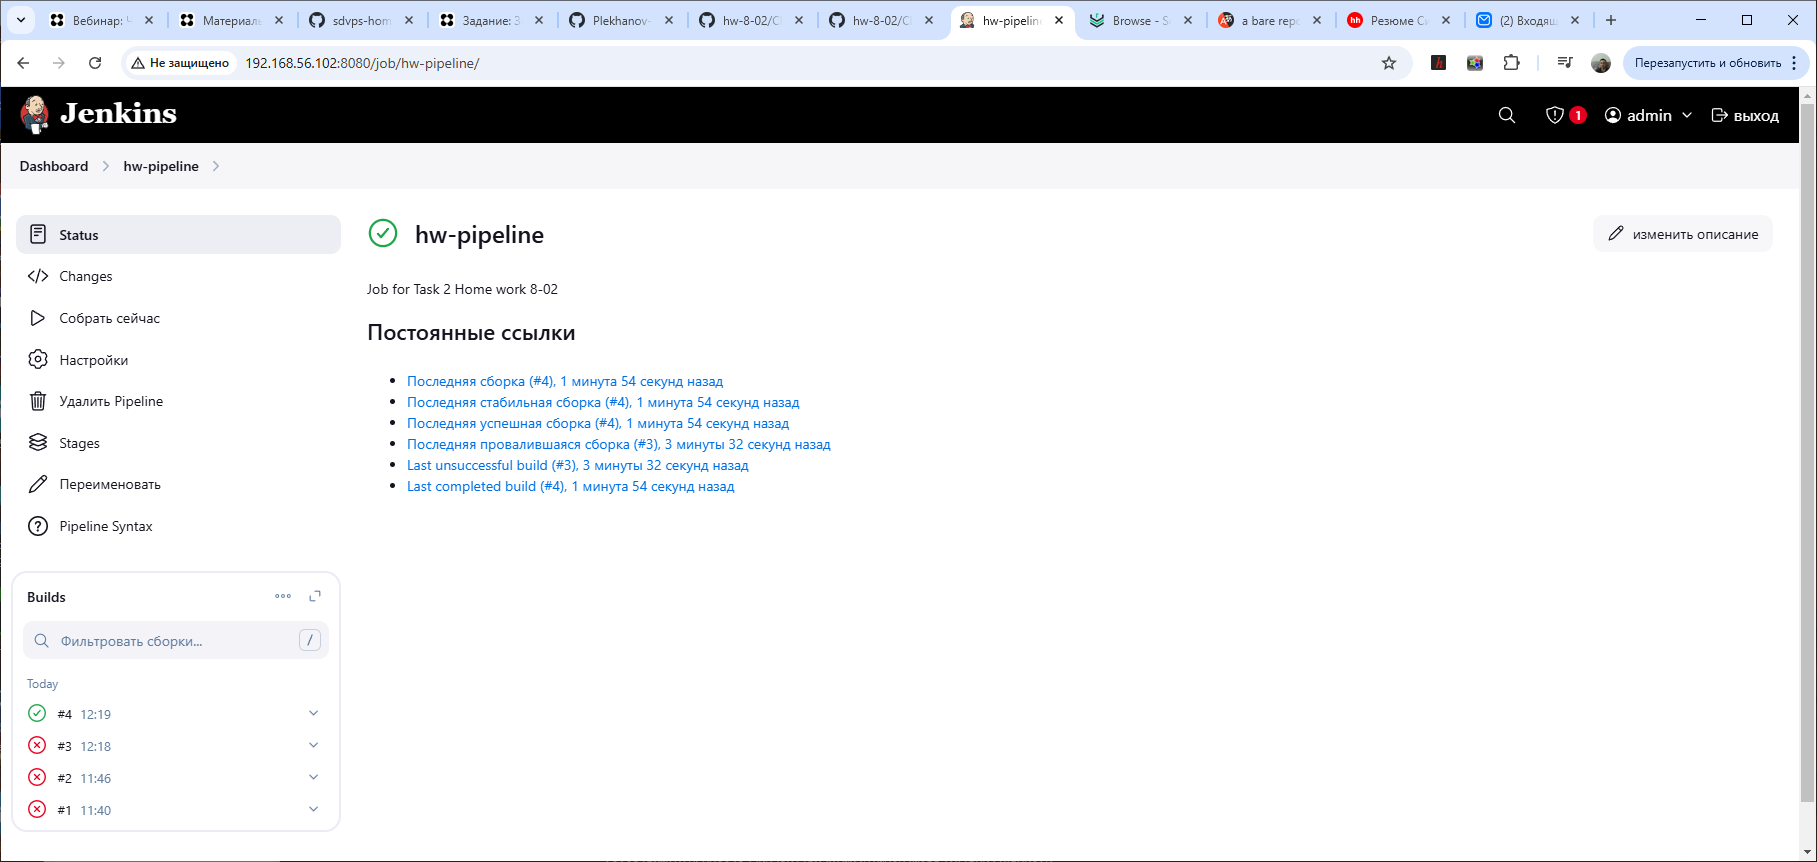 Вебинар: Ч
Материаль
sdvps-hom
Задание: З
Plekhanov-
hw-8-02/Cl
hw-8-02/Cl
hw-pipelin
Browse - S
a bare repo
Резюме Си
(2) Входящ
Не защищено
192.168.56.102:8080/job/hw-pipeline/
Перезапустить и обновить
Jenkins
1
admin
выход
Dashboard
hw-pipeline
Status
Changes
Собрать сейчас
Настройки
Удалить Pipeline
Stages
Переименовать
Pipeline Syntax
hw-pipeline
изменить описание
Job for Task 2 Home work 8-02
Постоянные ссылки
Последняя сборка (#4), 1 минута 54 секунд назад
Последняя стабильная сборка (#4), 1 минута 54 секунд назад
Последняя успешная сборка (#4), 1 минута 54 секунд назад
Последняя провалившаяся сборка (#3), 3 минуты 32 секунд назад
Last unsuccessful build (#3), 3 минуты 32 секунд назад
Last completed build (#4), 1 минута 54 секунд назад
Builds
Фильтровать сборки...
/
Today
#4 12:19
#3 12:18
#2 11:46
#1 11:40